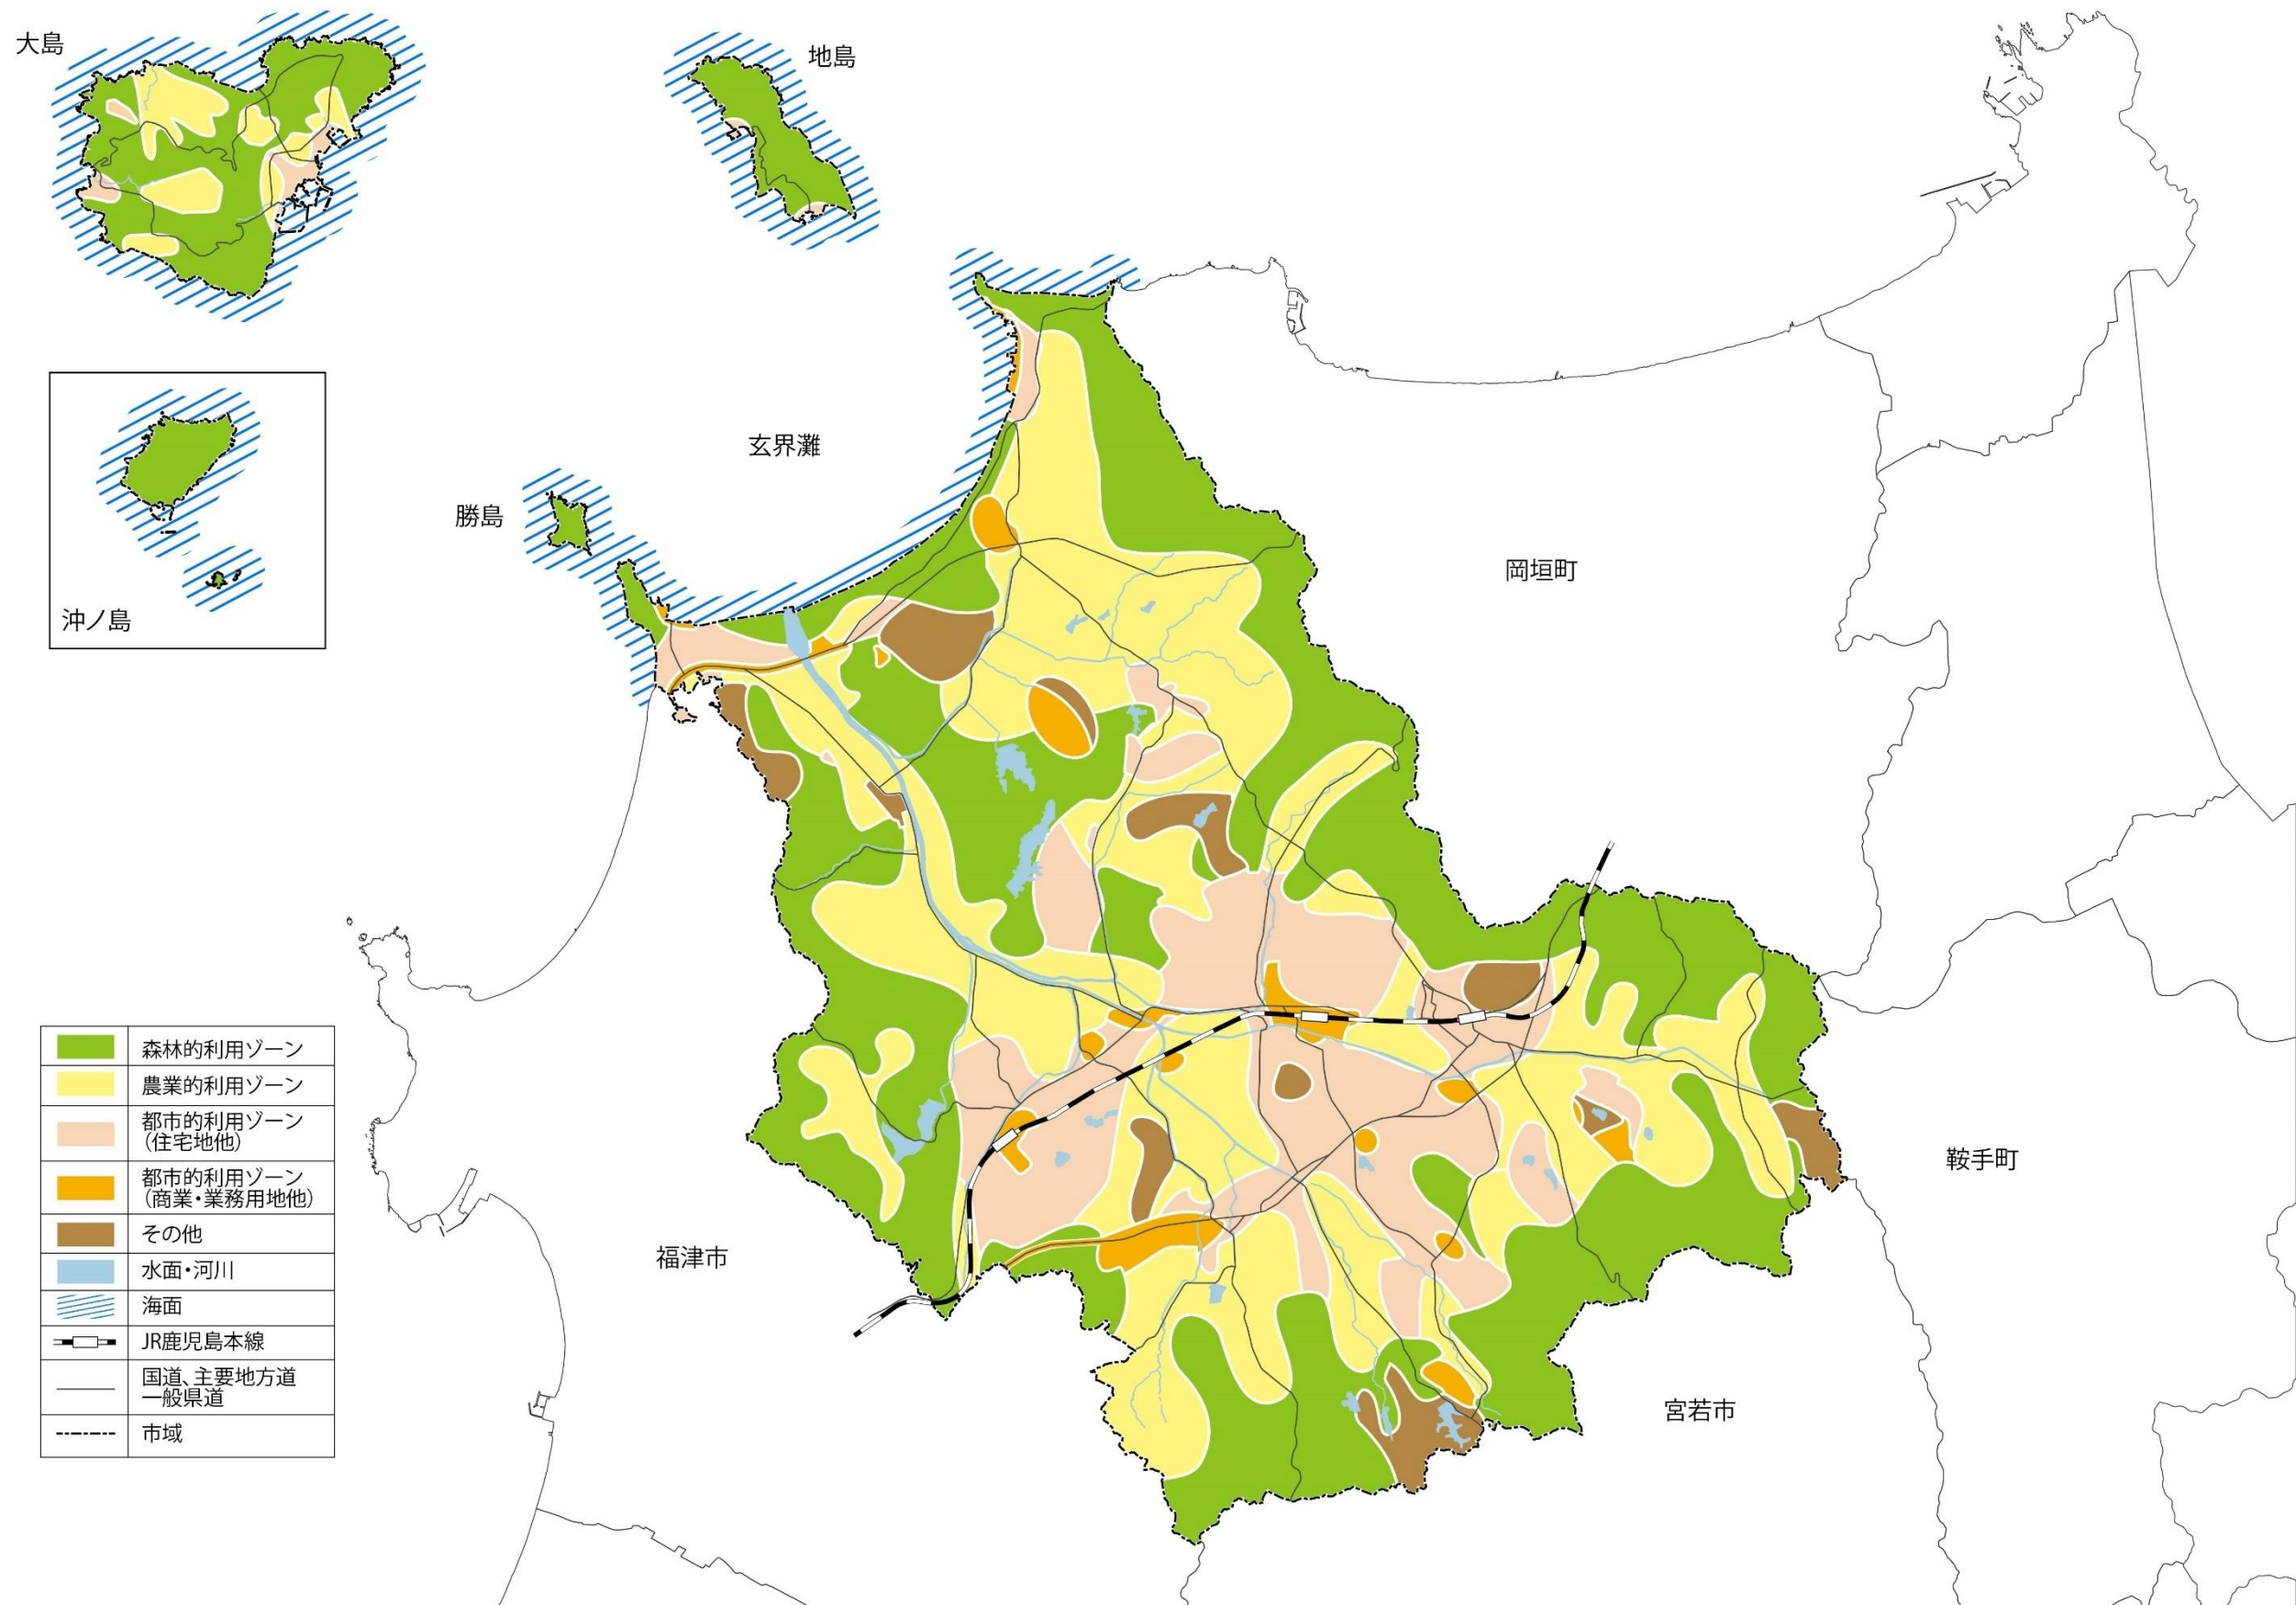 大島
地島
玄界灘
勝島
沖ノ島
岡垣町
鞍手町
福津市
宮若市
森林的利用ゾーン
農業的利用ゾーン
都市的利用ゾーン
（住宅地他）
都市的利用ゾーン
（商業・業務用地他）
その他
水面・河川
海面
JR鹿児島本線
国道、主要地方道
一般県道
市域